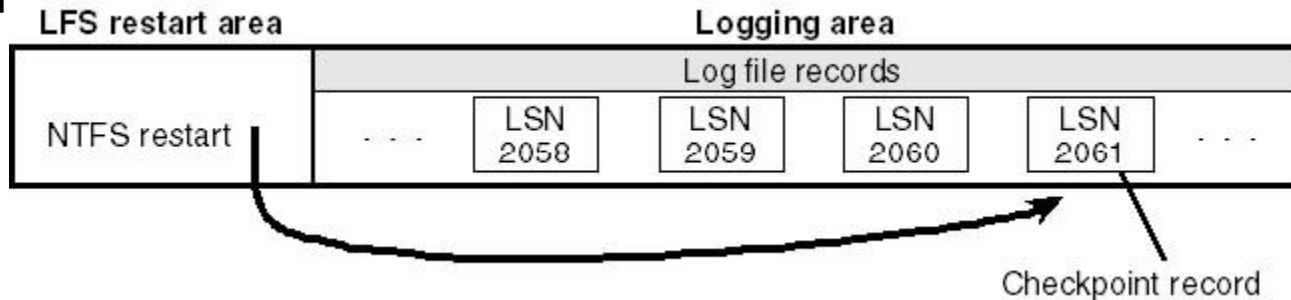 LFS restart area
Logging area
Log file records
NTFS restart
. . .
LSN
2058
LSN
2059
LSN
2060
LSN
2061
. . .
Checkpoint record